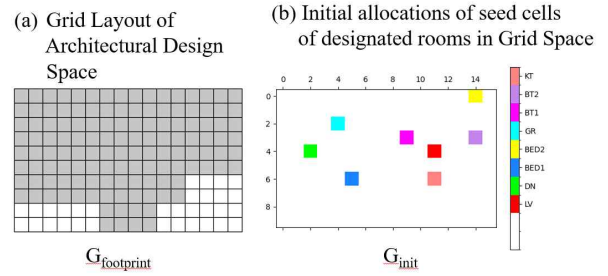 (a) Grid Layout of
Architectural Design
Space
(b) Initial allocations of seed cells
of designated rooms in Grid Space
0 2 4 6 8 10 12 14
0
2
4
6
8
KT
BT2
BT1
GR
BED2
BED1
DN
LV
G_footprint
G_init